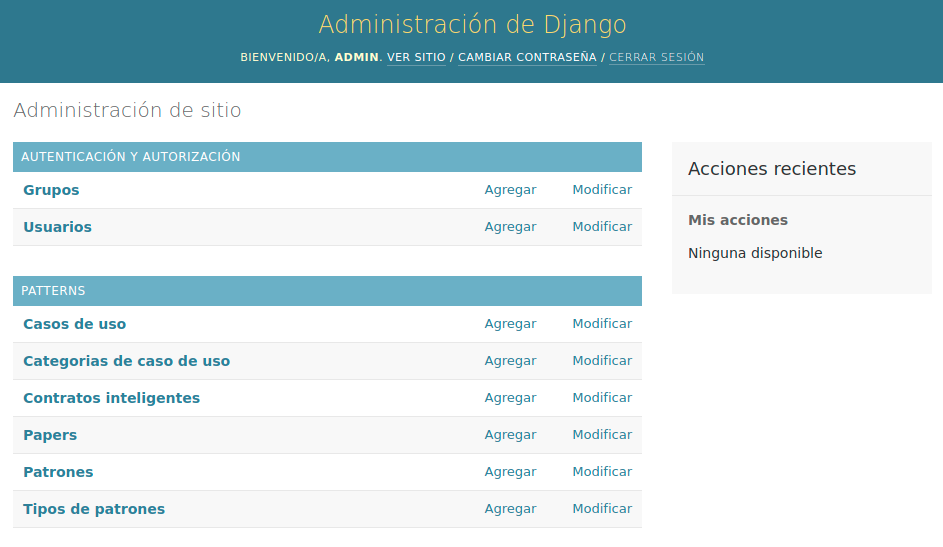 Administración de Django
BIENVENIDO/A, ADMIN. VER SITIO / CAMBIAR CONTRASEÑA / CERRAR SESIÓN
Administración de sitio
AUTENTICACIÓN Y AUTORIZACIÓN
Grupos Agregar Modificar
Usuarios Agregar Modificar
PATTERNS
Casos de uso Agregar Modificar
Categorias de caso de uso Agregar Modificar
Contratos inteligentes Agregar Modificar
Papers Agregar Modificar
Patrones Agregar Modificar
Tipos de patrones Agregar Modificar
Acciones recientes
Mis acciones
Ninguna disponible